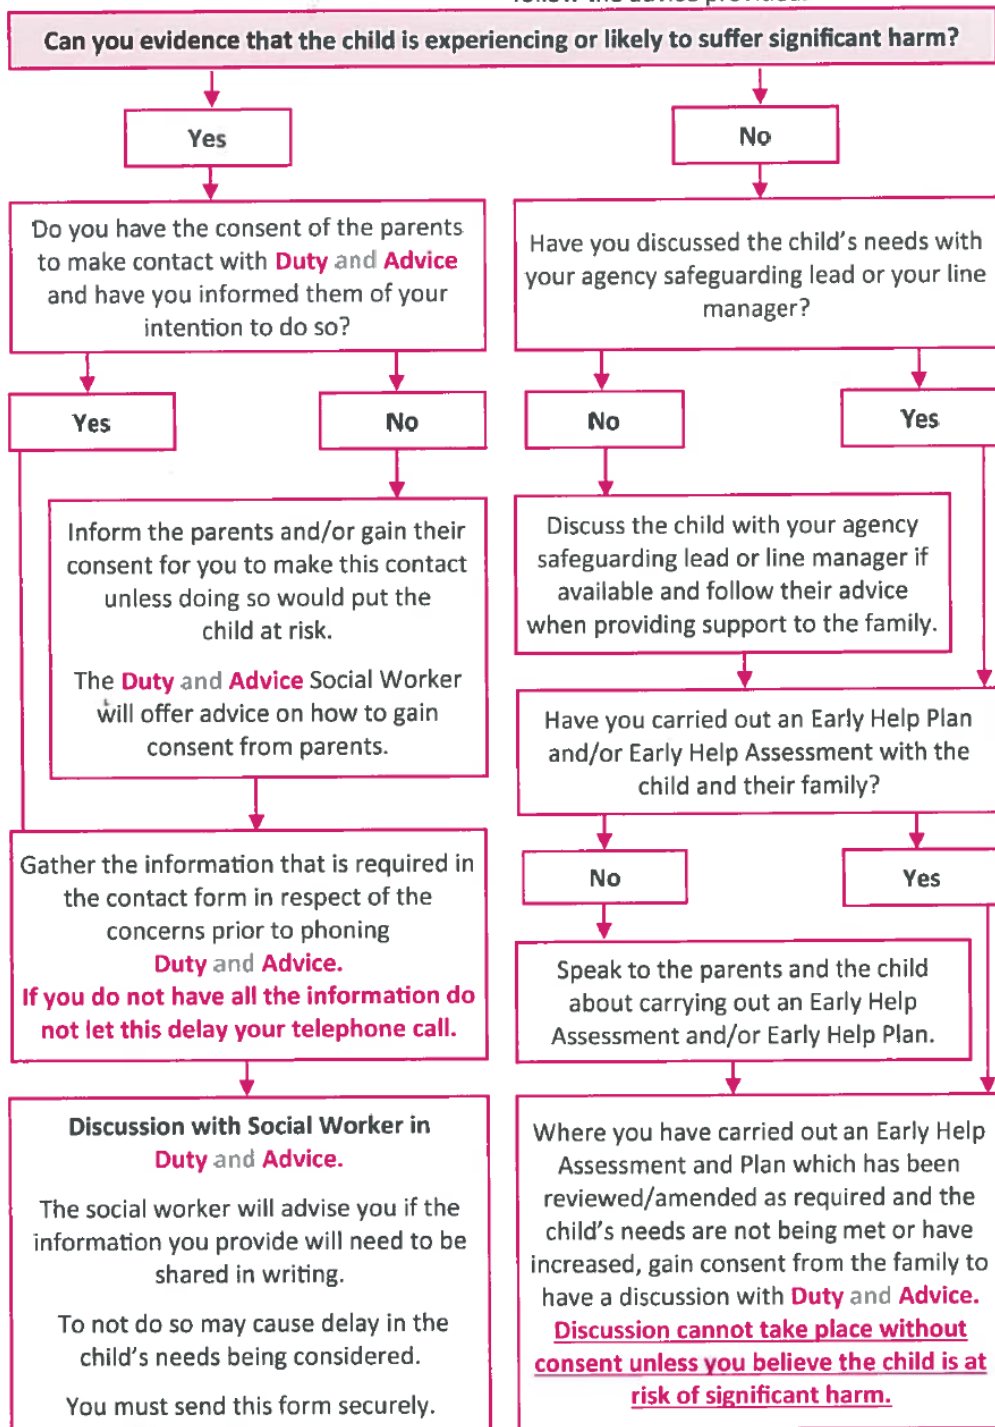 follow the advice provided.
Can you evidence that the child is experiencing or likely to suffer significant harm?
Yes
No
Do you have the consent of the parents
to make contact with Duty and Advice
and have you informed them of your
intention to do so?
Have you discussed the child's needs with
your agency safeguarding lead or your line
manager?
Yes
No
No
Yes
Inform the parents and/or gain their
consent for you to make this contact
unless doing so would put the
child at risk.
The Duty and Advice Social Worker
will offer advice on how to gain
consent from parents.
Discuss the child with your agency
safeguarding lead or line manager if
available and follow their advice
when providing support to the family.
Have you carried out an Early Help Plan
and/or Early Help Assessment with the
child and their family?
Gather the information that is required in
the contact form in respect of the
concerns prior to phoning
Duty and Advice.
If you do not have all the information do
not let this delay your telephone call.
No
Yes
Speak to the parents and the child
about carrying out an Early Help
Assessment and/or Early Help Plan.
Discussion with Social Worker in
Duty and Advice.
The social worker will advise you if the
information you provide will need to be
shared in writing.
To not do so may cause delay in the
child's needs being considered.
You must send this form securely.
Where you have carried out an Early Help
Assessment and Plan which has been
reviewed/amended as required and the
child's needs are not being met or have
increased, gain consent from the family to
have a discussion with Duty and Advice.
Discussion cannot take place without
consent unless you believe the child is at
risk of significant harm.